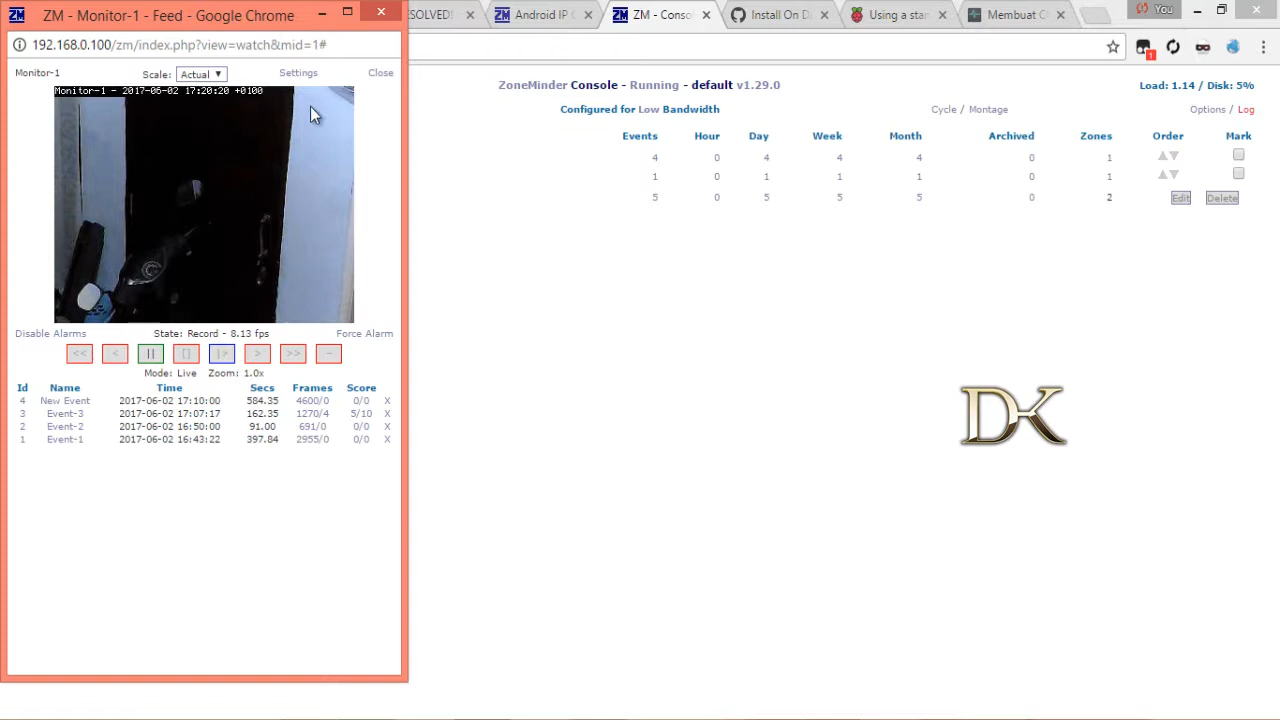 ZM - Monitor-1 - Feed - Google Chrome
ESOLVED!
Android IP C
ZM - Conso
Install On D
Using a star
Membuat C
You
192.168.0.100/zm/index.php?view=watch&mid=1#
1
Monitor-1
Scale: Actual ▼
Settings
Close
Monitor-1 - 2017-06-02 17:20:20 +0100
Disable Alarms
State: Record - 8.13 fps
Force Alarm
<< < || [] |> > >> −
Mode: Live Zoom: 1.0x
Id Name Time Secs Frames Score
4 New Event 2017-06-02 17:10:00 584.35 4600/0 0/0 X
3 Event-3 2017-06-02 17:07:17 162.35 1270/4 5/10 X
2 Event-2 2017-06-02 16:50:00 91.00 691/0 0/0 X
1 Event-1 2017-06-02 16:43:22 397.84 2955/0 0/0 X
ZoneMinder Console - Running - default v1.29.0
Load: 1.14 / Disk: 5%
Configured for Low Bandwidth
Cycle / Montage
Options / Log
Events Hour Day Week Month Archived Zones Order Mark
4 0 4 4 4 0 1
1 0 1 1 1 0 1
5 0 5 5 5 0 2 Edit Delete
DK